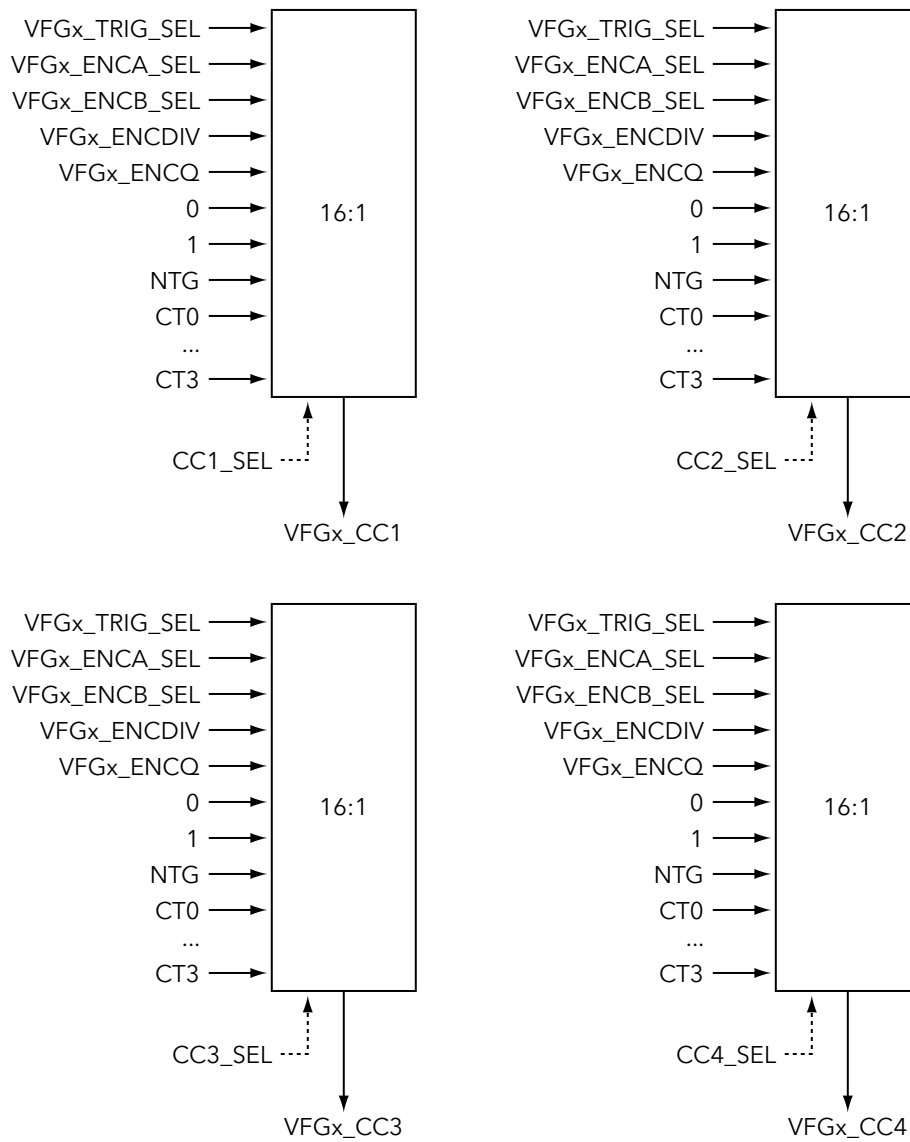 VFGx_TRIG_SEL
VFGx_ENCA_SEL
VFGx_ENCB_SEL
VFGx_ENCDIV
VFGx_ENCQ
0
1
NTG
CT0
...
CT3
16:1
CC1_SEL
VFGx_CC1
VFGx_TRIG_SEL
VFGx_ENCA_SEL
VFGx_ENCB_SEL
VFGx_ENCDIV
VFGx_ENCQ
0
1
NTG
CT0
...
CT3
16:1
CC2_SEL
VFGx_CC2
VFGx_TRIG_SEL
VFGx_ENCA_SEL
VFGx_ENCB_SEL
VFGx_ENCDIV
VFGx_ENCQ
0
1
NTG
CT0
...
CT3
16:1
CC3_SEL
VFGx_CC3
VFGx_TRIG_SEL
VFGx_ENCA_SEL
VFGx_ENCB_SEL
VFGx_ENCDIV
VFGx_ENCQ
0
1
NTG
CT0
...
CT3
16:1
CC4_SEL
VFGx_CC4